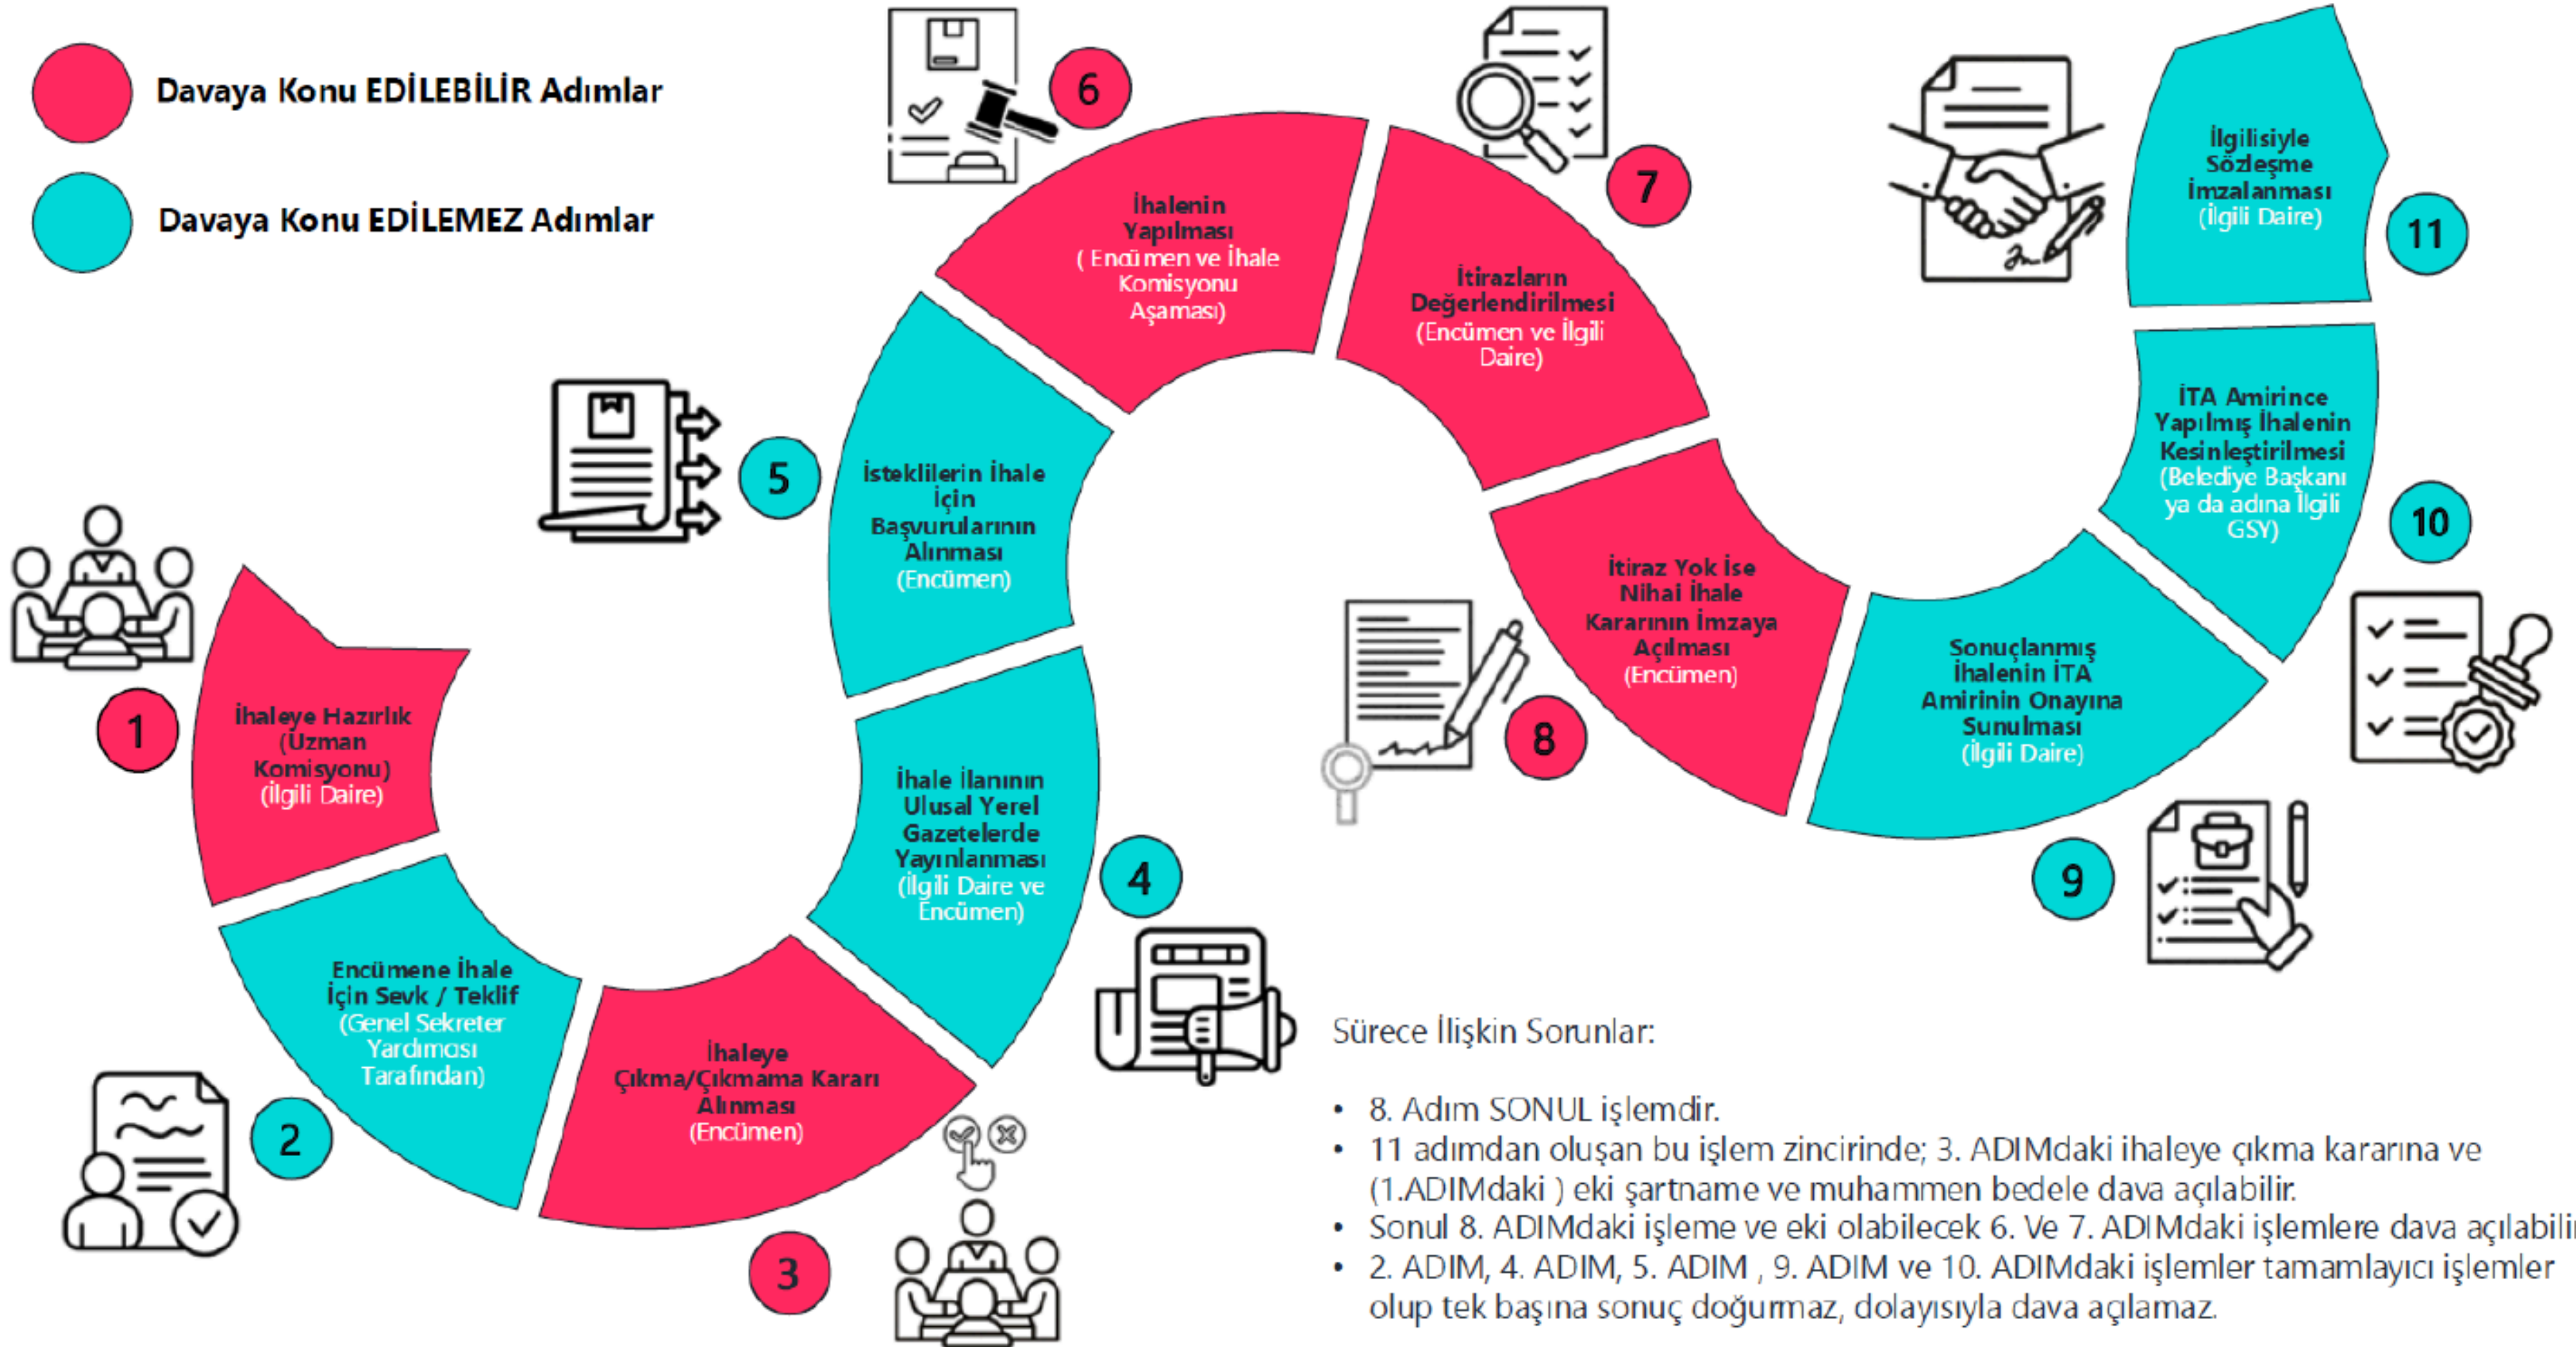 Davaya Konu EDİLEBİLİR Adımlar
Davaya Konu EDİLEMEZ Adımlar
1
İhaleye Hazırlık
(Uzman
Komisyonu)
(İlgili Daire)
2
Encümene İhale
İçin Sevk / Teklif
(Genel Sekreter
Yardımcısı
Tarafından)
3
İhaleye
Çıkma/Çıkmama Kararı
Alınması
(Encümen)
4
İhale İlanının
Ulusal Yerel
Gazetelerde
Yayınlanması
(İlgili Daire ve
Encümen)
5
İsteklilerin İhale
İçin
Başvurularının
Alınması
(Encümen)
6
İhalenin
Yapılması
( Encümen ve İhale
Komisyonu
Aşaması)
7
İtirazların
Değerlendirilmesi
(Encümen ve İlgili
Daire)
8
İtiraz Yok İse
Nihai İhale
Kararının İmzaya
Açılması
(Encümen)
9
Sonuçlanmış
İhalenin İTA
Amirinin Onayına
Sunulması
(İlgili Daire)
10
İTA Amirince
Yapılmış İhalenin
Kesinleştirilmesi
(Belediye Başkanı
ya da adına İlgili
GSY)
11
İlgilisiyle
Sözleşme
İmzalanması
(İlgili Daire)
Sürece İlişkin Sorunlar:
• 8. Adım SONUL işlemdir.
• 11 adımdan oluşan bu işlem zincirinde; 3. ADIMdaki ihaleye çıkma kararına ve
(1.ADIMdaki ) eki şartname ve muhammen bedele dava açılabilir.
• Sonul 8. ADIMdaki işleme ve eki olabilecek 6. Ve 7. ADIMdaki işlemlere dava açılabili
• 2. ADIM, 4. ADIM, 5. ADIM , 9. ADIM ve 10. ADIMdaki işlemler tamamlayıcı işlemler
olup tek başına sonuç doğurmaz, dolayısıyla dava açılamaz.